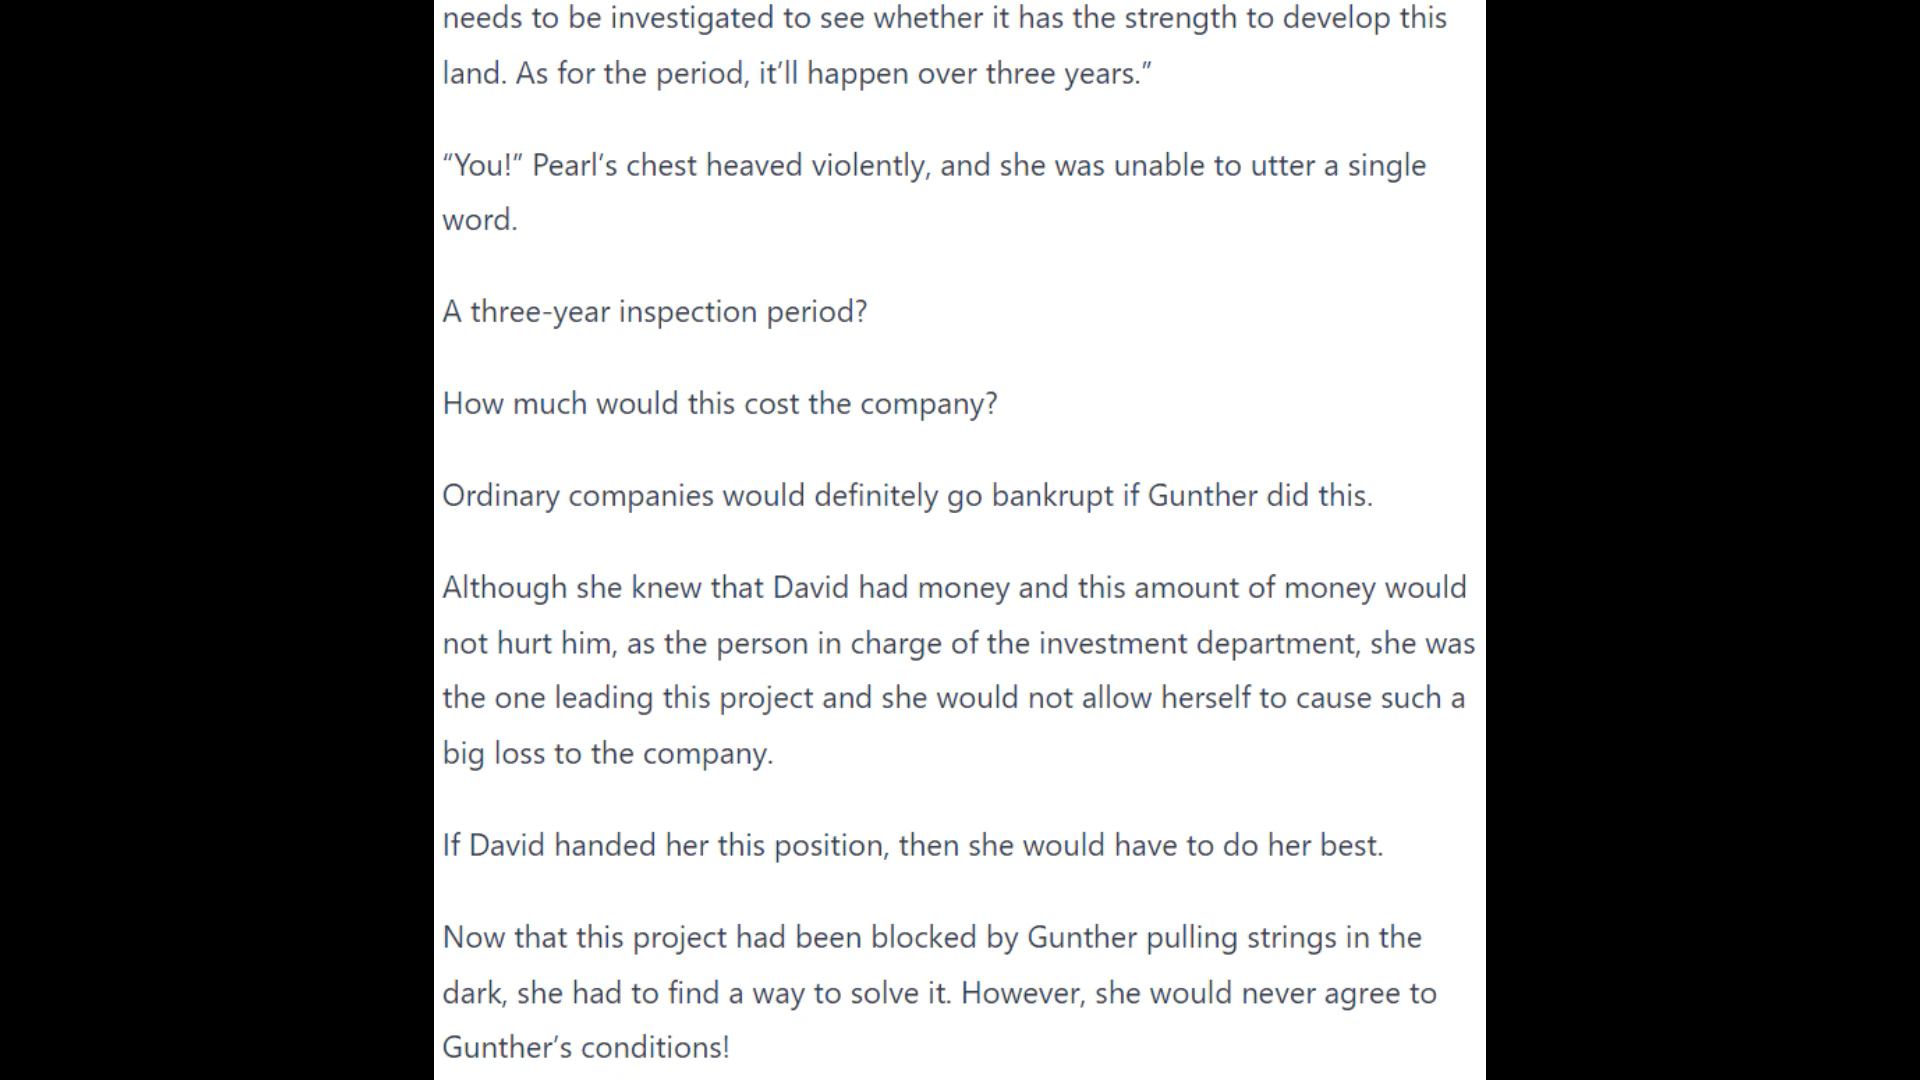 needs to be investigated to see whether it has the strength to develop this
land. As for the period, it’ll happen over three years.”
“You!” Pearl’s chest heaved violently, and she was unable to utter a single
word.
A three-year inspection period?
How much would this cost the company?
Ordinary companies would definitely go bankrupt if Gunther did this.
Although she knew that David had money and this amount of money would
not hurt him, as the person in charge of the investment department, she was
the one leading this project and she would not allow herself to cause such a
big loss to the company.
If David handed her this position, then she would have to do her best.
Now that this project had been blocked by Gunther pulling strings in the
dark, she had to find a way to solve it. However, she would never agree to
Gunther’s conditions!